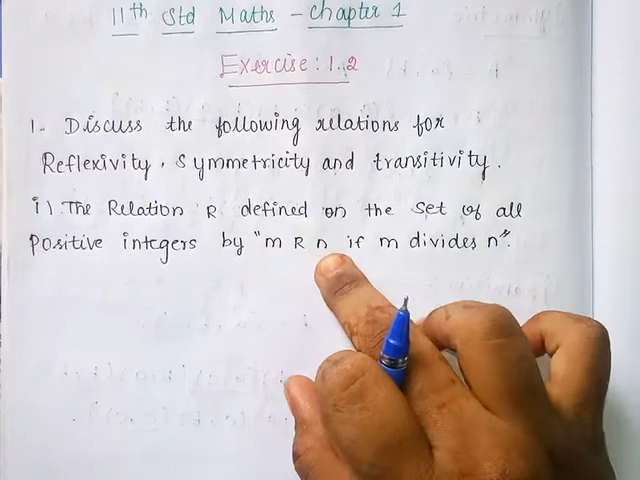 11th Std Maths - Chapter 1
Exercise: 1.2
1. Discuss the following relations for
Reflexivity, Symmetricity and transitivity.
i). The Relation R defined on the set of all
Positive integers by "m R n if m divides n".